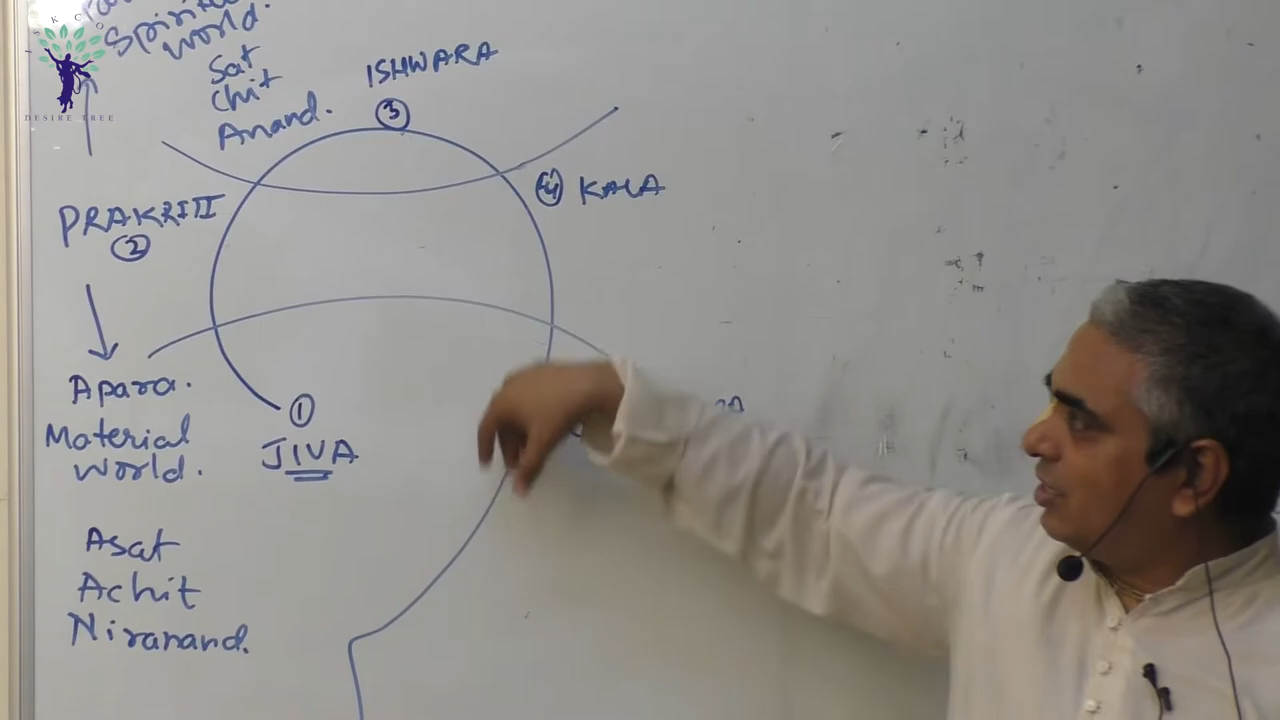 Spiritual
world.
Sat
Chit
Anand.
ISKCO
DESIRE TREE
ISHWARA
3
4 KALA
PRAKRITI
2
Apara.
Material
world.
1
JIVA
Asat
Achit
Niranand.